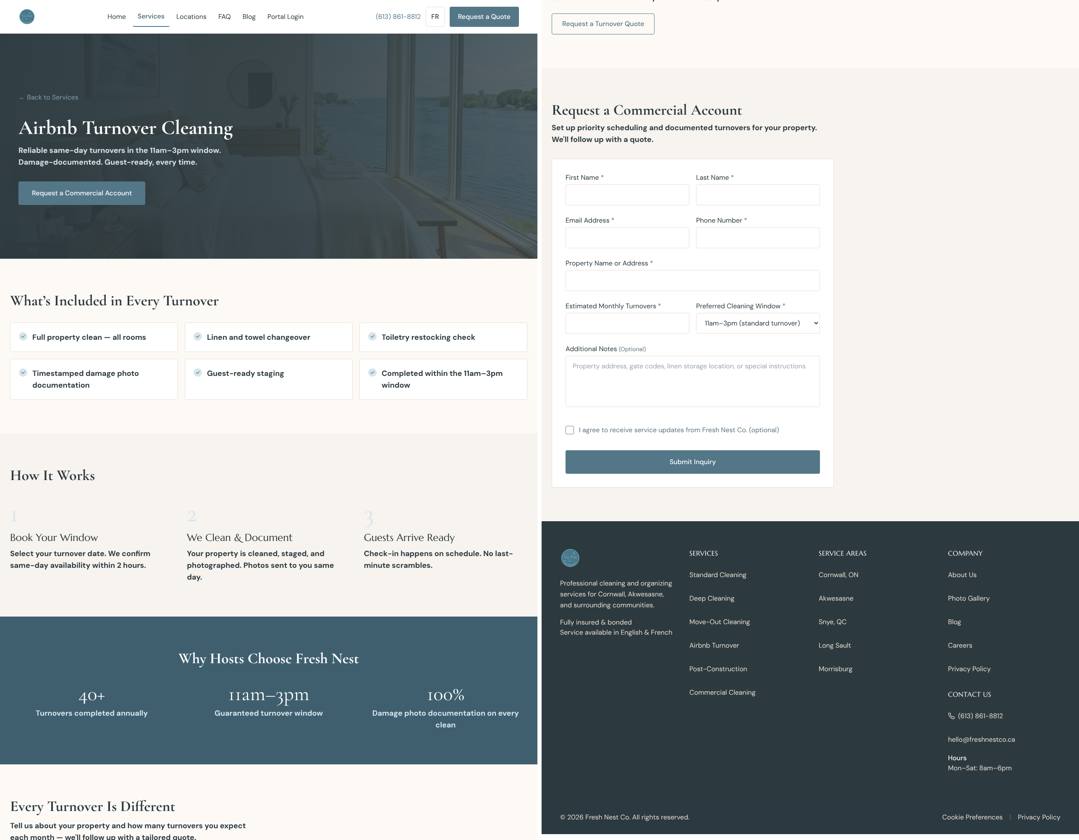 Home
Services
Locations
FAQ
Blog
Portal Login
(613) 861-8812
FR
Request a Quote
← Back to Services
Airbnb Turnover Cleaning
Reliable same-day turnovers in the 11am–3pm window.
Damage-documented. Guest-ready, every time.
Request a Commercial Account
What's Included in Every Turnover
Full property clean — all rooms
Linen and towel changeover
Toiletry restocking check
Timestamped damage photo
documentation
Guest-ready staging
Completed within the 11am–3pm
window
How It Works
1
Book Your Window
Select your turnover date. We confirm
same-day availability within 2 hours.
2
We Clean & Document
Your property is cleaned, staged, and
photographed. Photos sent to you same
day.
3
Guests Arrive Ready
Check-in happens on schedule. No last-
minute scrambles.
Why Hosts Choose Fresh Nest
40+
Turnovers completed annually
11am–3pm
Guaranteed turnover window
100%
Damage photo documentation on every
clean
Every Turnover Is Different
Tell us about your property and how many turnovers you expect
each month — we'll follow up with a tailored quote.
Request a Turnover Quote
Request a Commercial Account
Set up priority scheduling and documented turnovers for your property.
We'll follow up with a quote.
First Name *
Last Name *
Email Address *
Phone Number *
Property Name or Address *
Estimated Monthly Turnovers *
Preferred Cleaning Window *
11am–3pm (standard turnover)
Additional Notes (Optional)
Property address, gate codes, linen storage location, or special instructions
I agree to receive service updates from Fresh Nest Co. (optional)
Submit Inquiry
Professional cleaning and organizing
services for Cornwall, Akwesasne,
and surrounding communities.
Fully insured & bonded
Service available in English & French
SERVICES
Standard Cleaning
Deep Cleaning
Move-Out Cleaning
Airbnb Turnover
Post-Construction
Commercial Cleaning
SERVICE AREAS
Cornwall, ON
Akwesasne
Snye, QC
Long Sault
Morrisburg
COMPANY
About Us
Photo Gallery
Blog
Careers
Privacy Policy
CONTACT US
(613) 861-8812
hello@freshnestco.ca
Hours
Mon–Sat: 8am–6pm
© 2026 Fresh Nest Co. All rights reserved.
Cookie Preferences | Privacy Policy